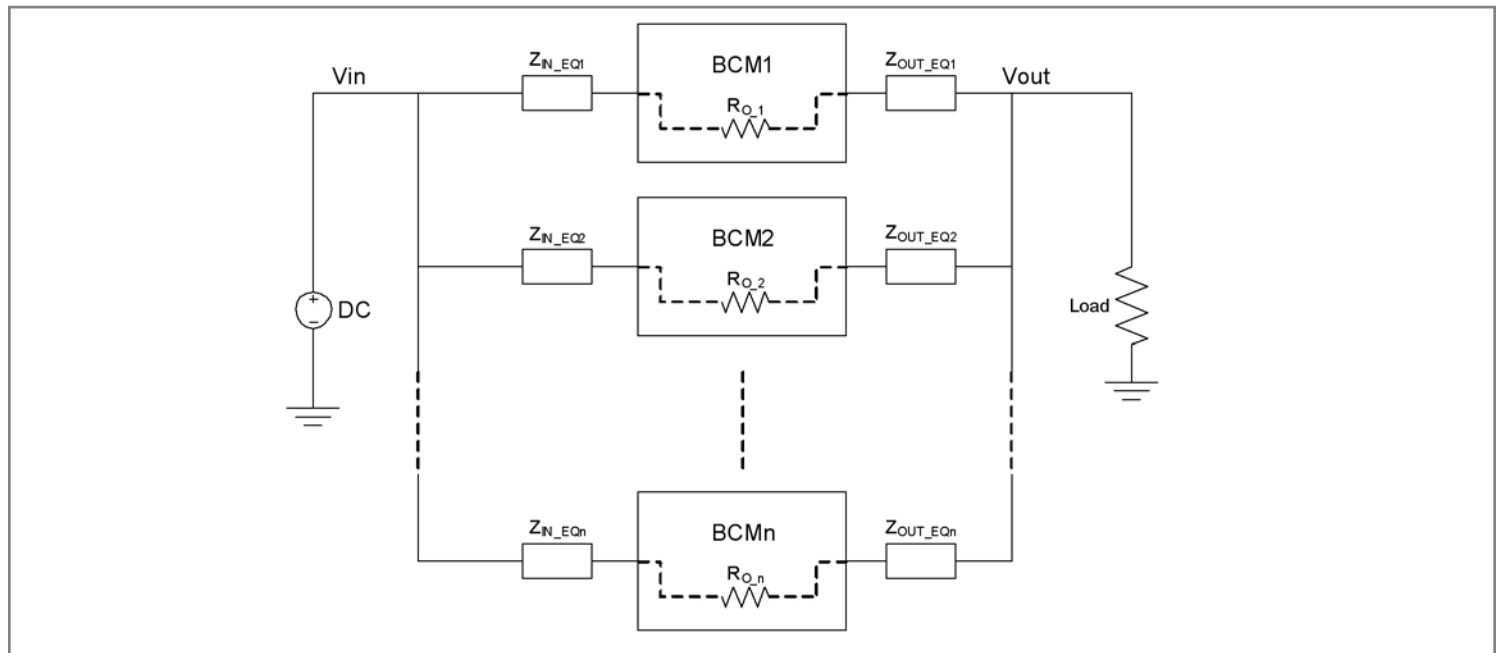 Vin
Z_IN_EQ1
BCM1
R_O_1
Z_OUT_EQ1
Vout
Z_IN_EQ2
BCM2
R_O_2
Z_OUT_EQ2
+
−
DC
Load
Z_IN_EQn
BCMn
R_O_n
Z_OUT_EQn